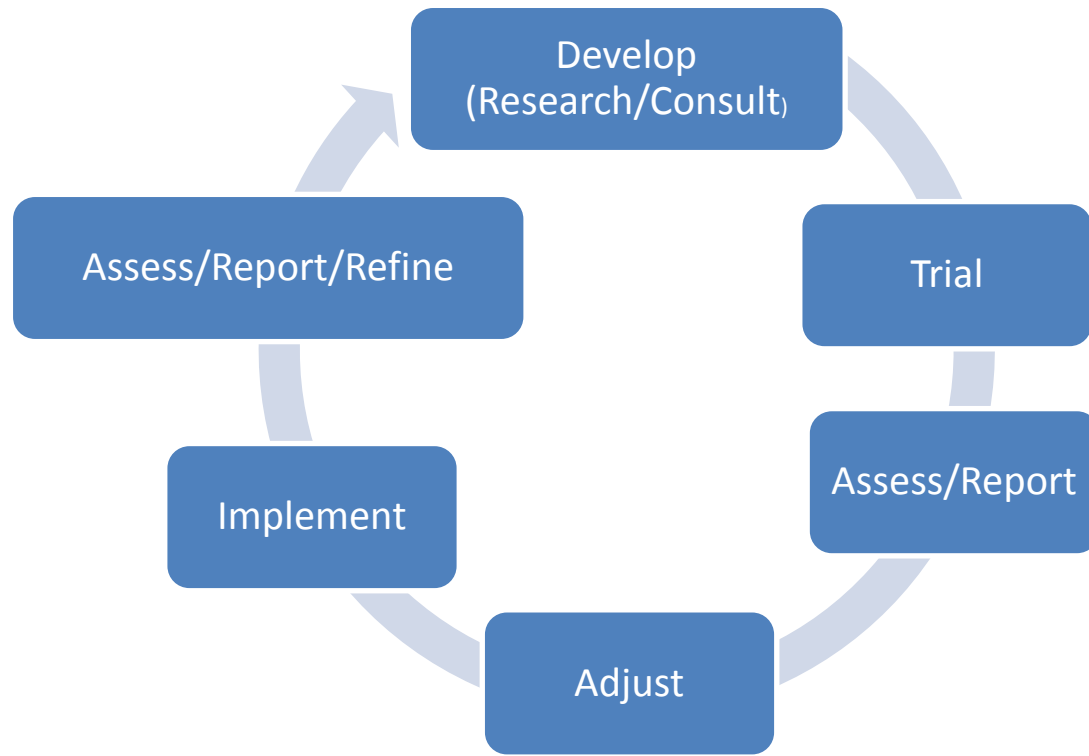 Develop
(Research/Consult)
Trial
Assess/Report
Adjust
Implement
Assess/Report/Refine